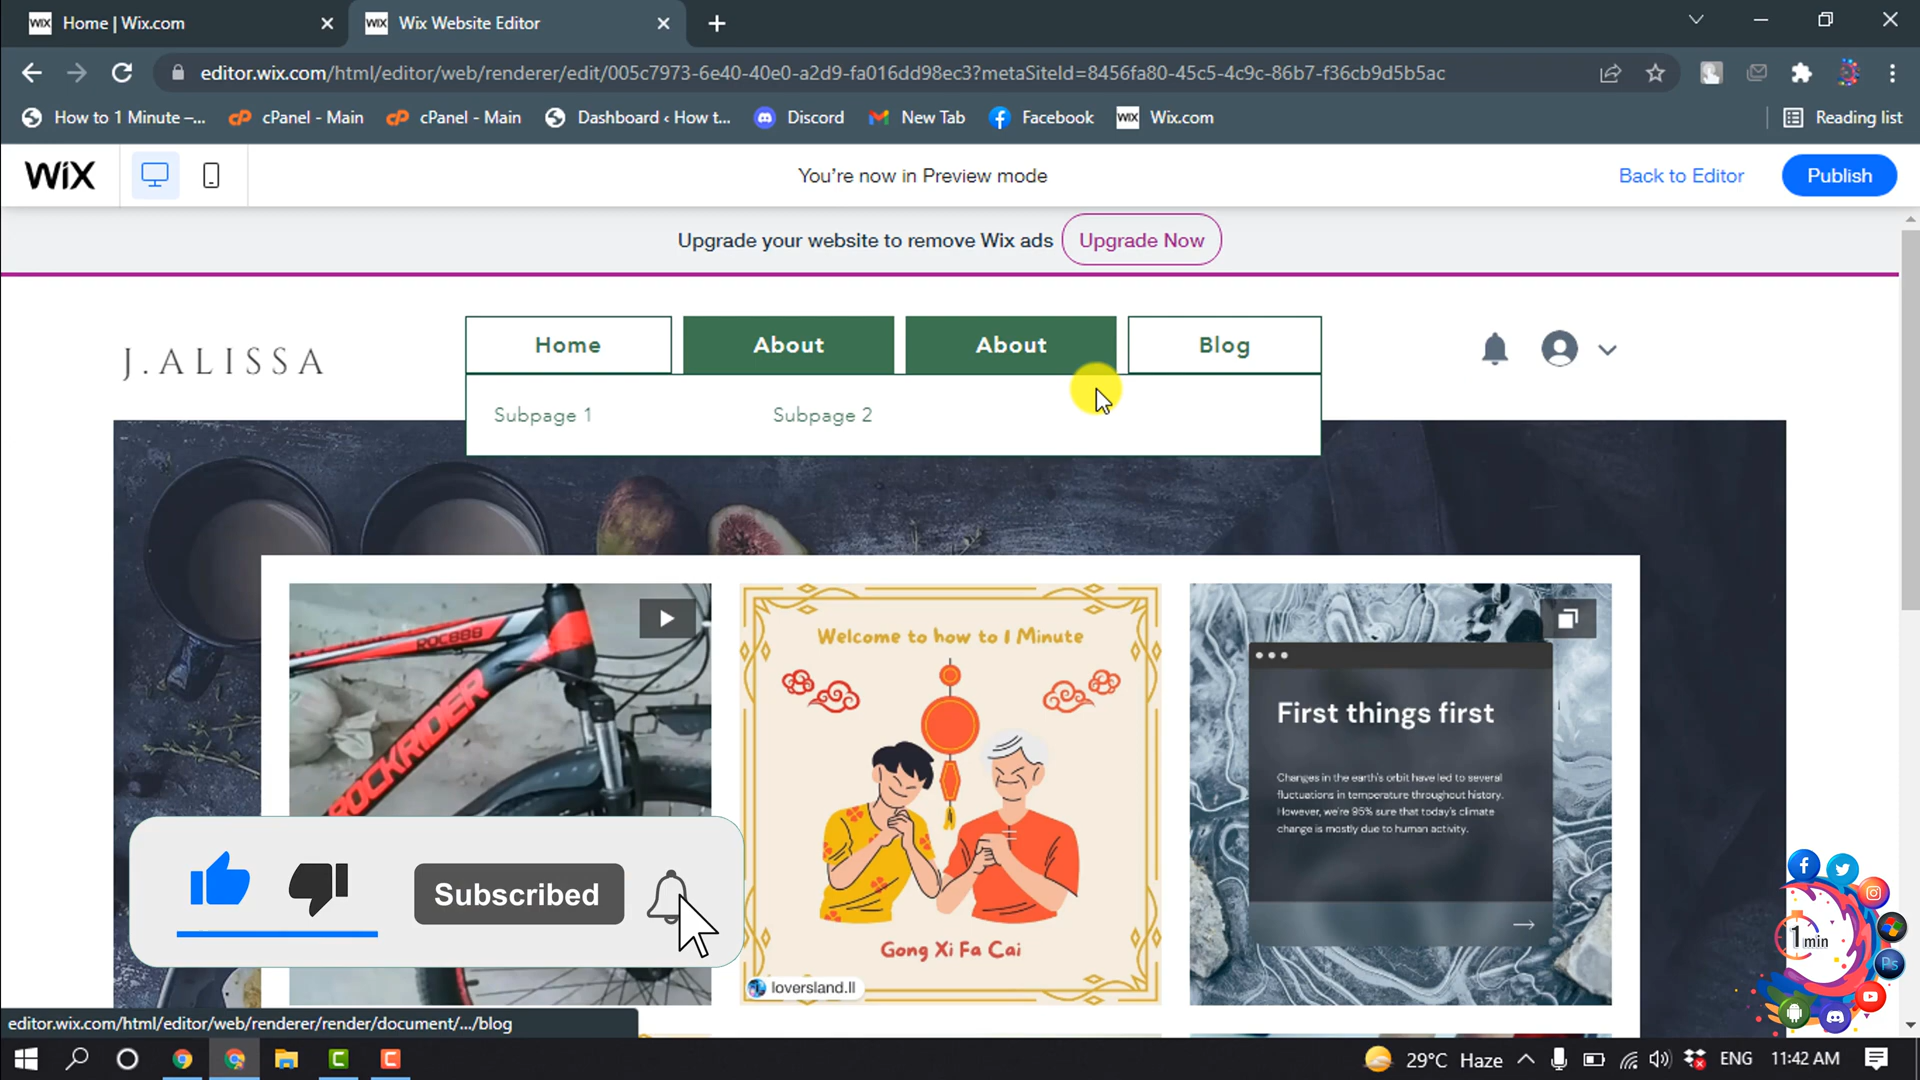 WiX Home | Wix.com
WiX Wix Website Editor
editor.wix.com/html/editor/web/renderer/edit/005c7973-6e40-40e0-a2d9-fa016dd98ec3?metaSiteId=8456fa80-45c5-4c9c-86b7-f36cb9d5b5ac
How to 1 Minute –... cP cPanel - Main cP cPanel - Main Dashboard ‹ How t... Discord New Tab Facebook WiX Wix.com Reading list
WiX You're now in Preview mode Back to Editor Publish
Upgrade your website to remove Wix ads Upgrade Now
J.ALISSA
Home About About Blog
Subpage 1 Subpage 2
ROC888
ROCKRIDER
Welcome to how to 1 Minute
Gong Xi Fa Cai
loversland.ll
First things first
Changes in the earth's orbit have led to several
fluctuations in temperature throughout history.
However, we're 95% sure that today's climate
change is mostly due to human activity.
Subscribed
1 min
Ps
editor.wix.com/html/editor/web/renderer/render/document/.../blog
29°C Haze ENG 11:42 AM